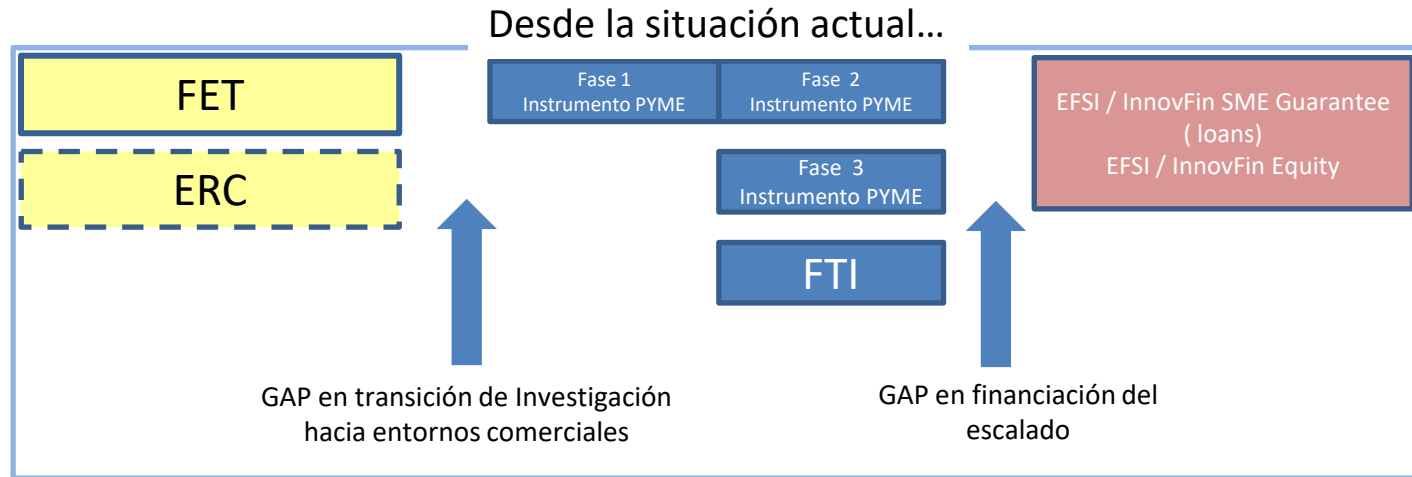 Desde la situación actual…
FET
ERC
Fase 1
Instrumento PYME
Fase 2
Instrumento PYME
Fase 3
Instrumento PYME
FTI
EFSI / InnovFin SME Guarantee
( loans)
EFSI / InnovFin Equity
GAP en transición de Investigación
hacia entornos comerciales
GAP en financiación del
escalado